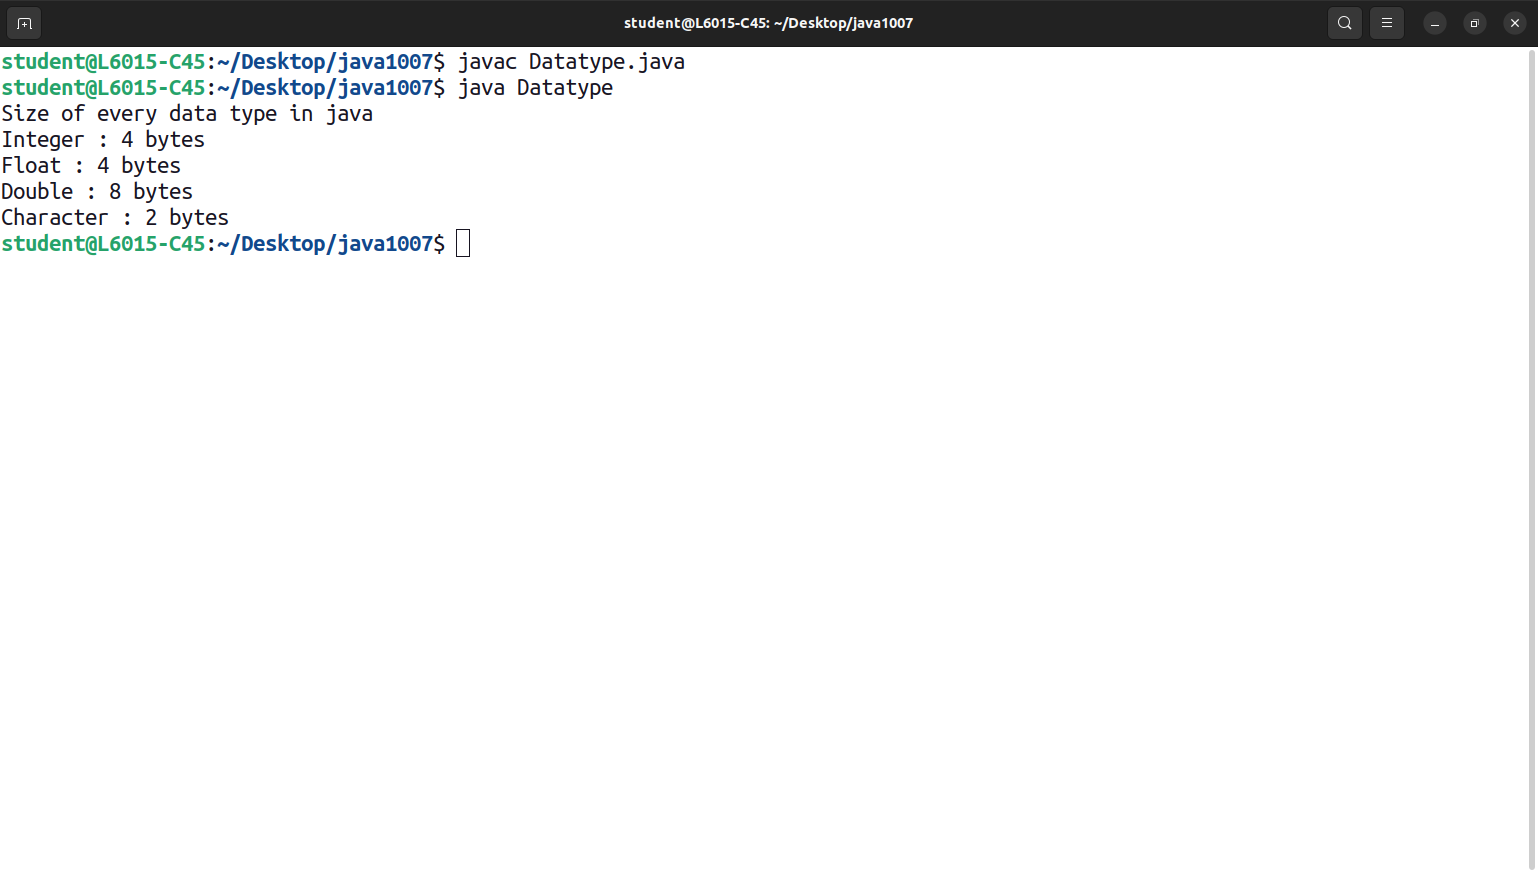 student@L6015-C45: ~/Desktop/java1007
student@L6015-C45:~/Desktop/java1007$ javac Datatype.java
student@L6015-C45:~/Desktop/java1007$ java Datatype
Size of every data type in java
Integer : 4 bytes
Float : 4 bytes
Double : 8 bytes
Character : 2 bytes
student@L6015-C45:~/Desktop/java1007$